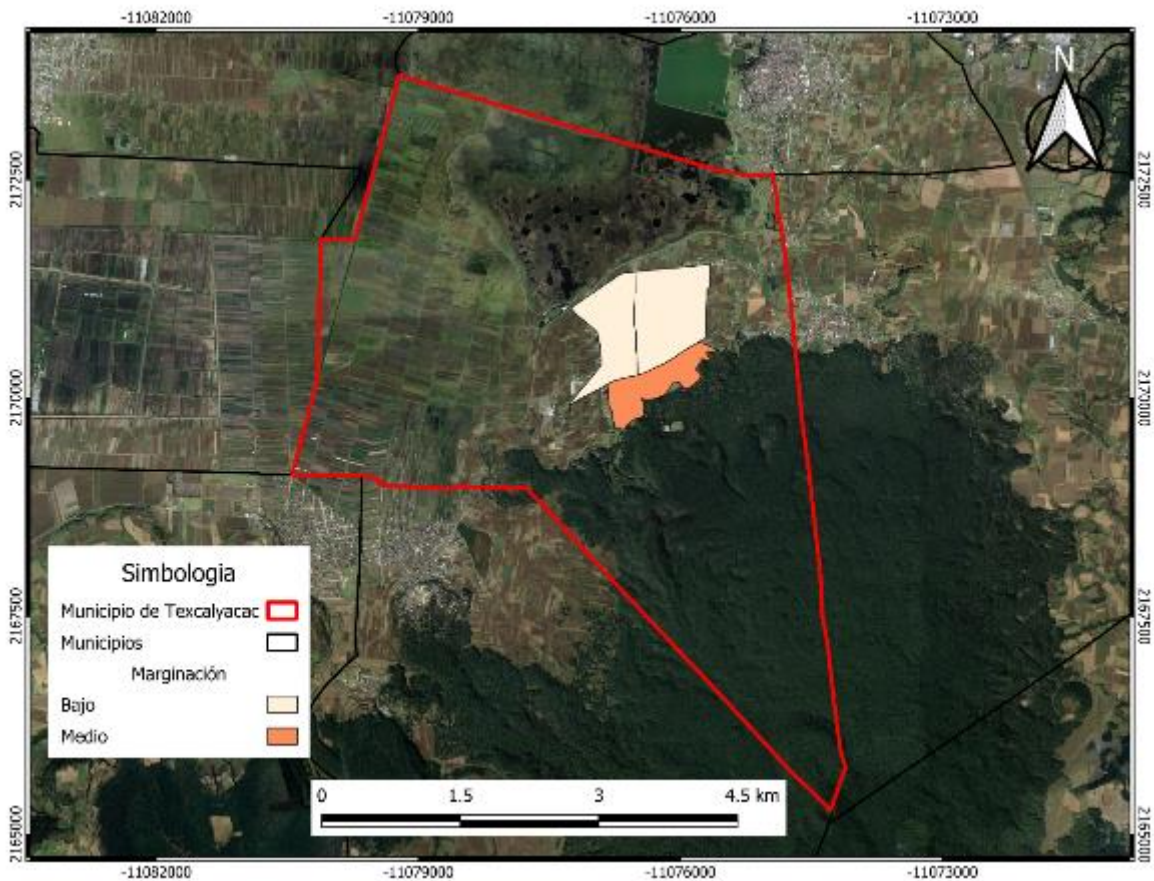 -11082000 -11079000 -11076000 -11073000
N
2172500 2172500
2170000 2170000
2167500 2167500
2165000 2165000
Simbologia
Municipio de Texcalyacac
Municipios
Marginación
Bajo
Medio
0 1.5 3 4.5 km
-11082000 -11079000 -11076000 -11073000